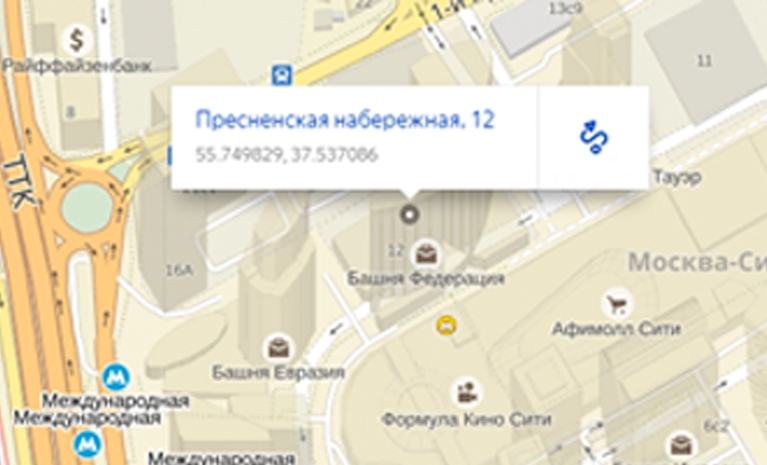 1-й
22
13с9
$
Райффайзенбанк
11
8
Пресненская набережная, 12
55.749829, 37.537086
ТТК
Тауэр
12
16А
Башня Федерация
Москва-Си
Афимолл Сити
Башня Евразия
Международная
Международная
Формула Кино Сити
6с2
Международная